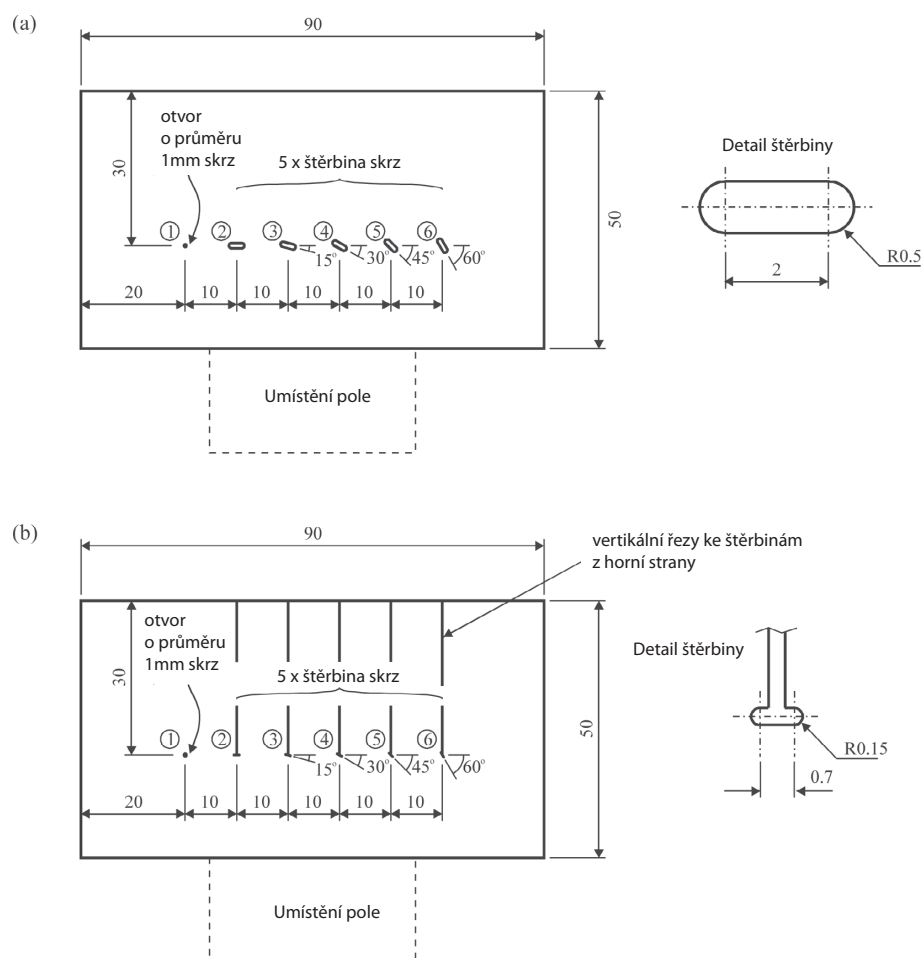 (a)
90
otvor
o průměru
1mm skrz
30
5 x štěrbina skrz
Detail štěrbiny
50
1 2 3 4 5 6
15° 30° 45° 60°
R0.5
2
20 10 10 10 10 10
Umístění pole
(b)
90
vertikální řezy ke štěrbinám
z horní strany
otvor
o průměru
1mm skrz
30
5 x štěrbina skrz
Detail štěrbiny
50
1 2 3 4 5 6
15° 30° 45° 60°
R0.15
0.7
20 10 10 10 10 10
Umístění pole